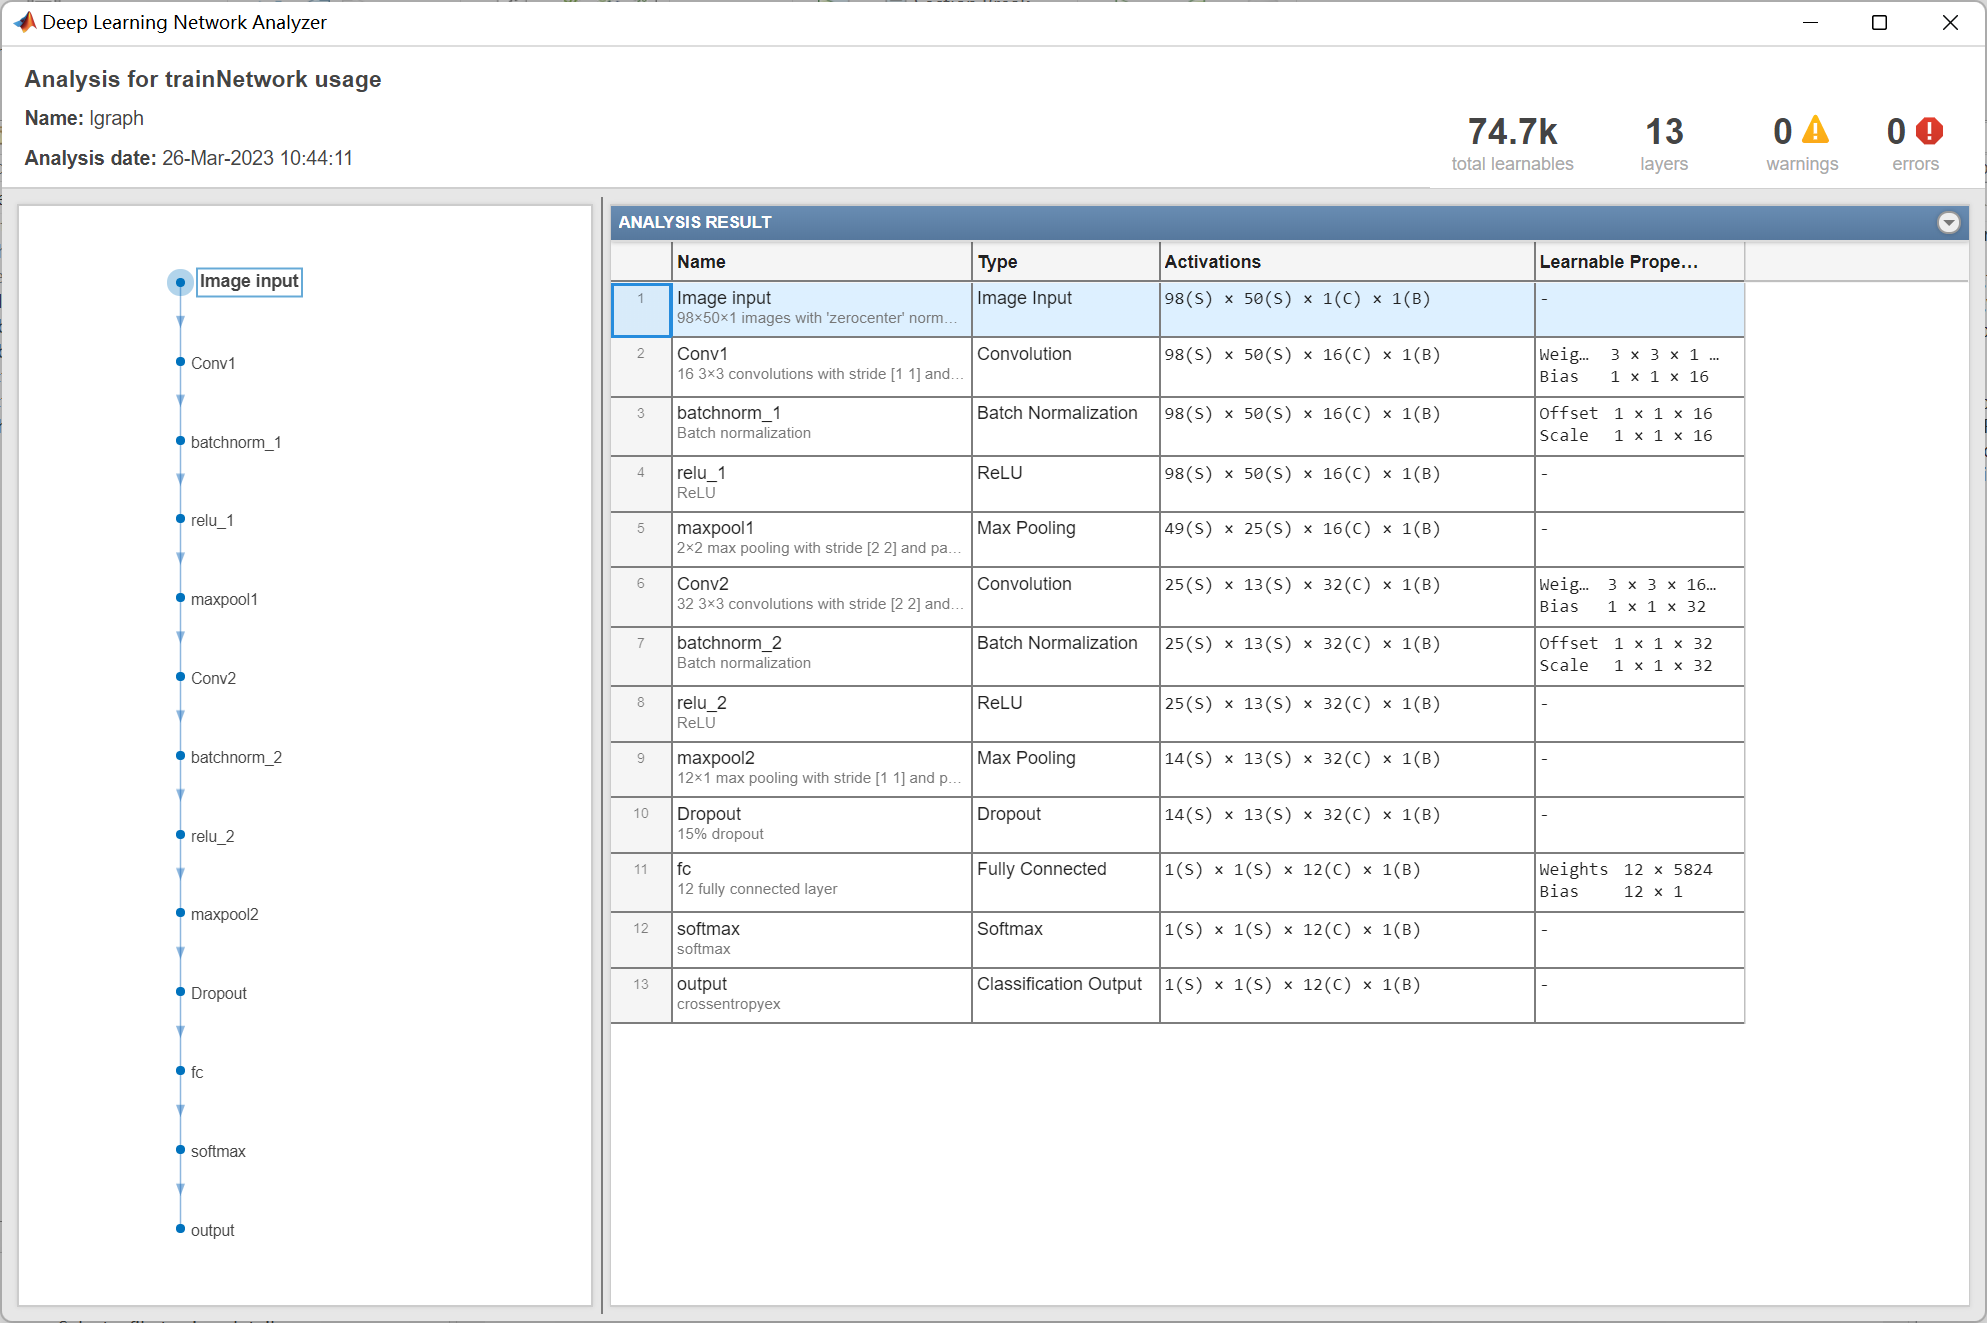 Deep Learning Network Analyzer
Analysis for trainNetwork usage
Name: lgraph
Analysis date: 26-Mar-2023 10:44:11
74.7k
total learnables
13
layers
0
warnings
0
errors
Image input
Conv1
batchnorm_1
relu_1
maxpool1
Conv2
batchnorm_2
relu_2
maxpool2
Dropout
fc
softmax
output
ANALYSIS RESULT
Name Type Activations Learnable Prope...
1 Image input Image Input 98(S) × 50(S) × 1(C) × 1(B) -
98×50×1 images with 'zerocenter' norm...
2 Conv1 Convolution 98(S) × 50(S) × 16(C) × 1(B) Weig... 3 × 3 × 1 ...
16 3×3 convolutions with stride [1 1] and... Bias 1 × 1 × 16
3 batchnorm_1 Batch Normalization 98(S) × 50(S) × 16(C) × 1(B) Offset 1 × 1 × 16
Batch normalization Scale 1 × 1 × 16
4 relu_1 ReLU 98(S) × 50(S) × 16(C) × 1(B) -
ReLU
5 maxpool1 Max Pooling 49(S) × 25(S) × 16(C) × 1(B) -
2×2 max pooling with stride [2 2] and pa...
6 Conv2 Convolution 25(S) × 13(S) × 32(C) × 1(B) Weig... 3 × 3 × 16...
32 3×3 convolutions with stride [2 2] and... Bias 1 × 1 × 32
7 batchnorm_2 Batch Normalization 25(S) × 13(S) × 32(C) × 1(B) Offset 1 × 1 × 32
Batch normalization Scale 1 × 1 × 32
8 relu_2 ReLU 25(S) × 13(S) × 32(C) × 1(B) -
ReLU
9 maxpool2 Max Pooling 14(S) × 13(S) × 32(C) × 1(B) -
12×1 max pooling with stride [1 1] and p...
10 Dropout Dropout 14(S) × 13(S) × 32(C) × 1(B) -
15% dropout
11 fc Fully Connected 1(S) × 1(S) × 12(C) × 1(B) Weights 12 × 5824
12 fully connected layer Bias 12 × 1
12 softmax Softmax 1(S) × 1(S) × 12(C) × 1(B) -
softmax
13 output Classification Output 1(S) × 1(S) × 12(C) × 1(B) -
crossentropyex